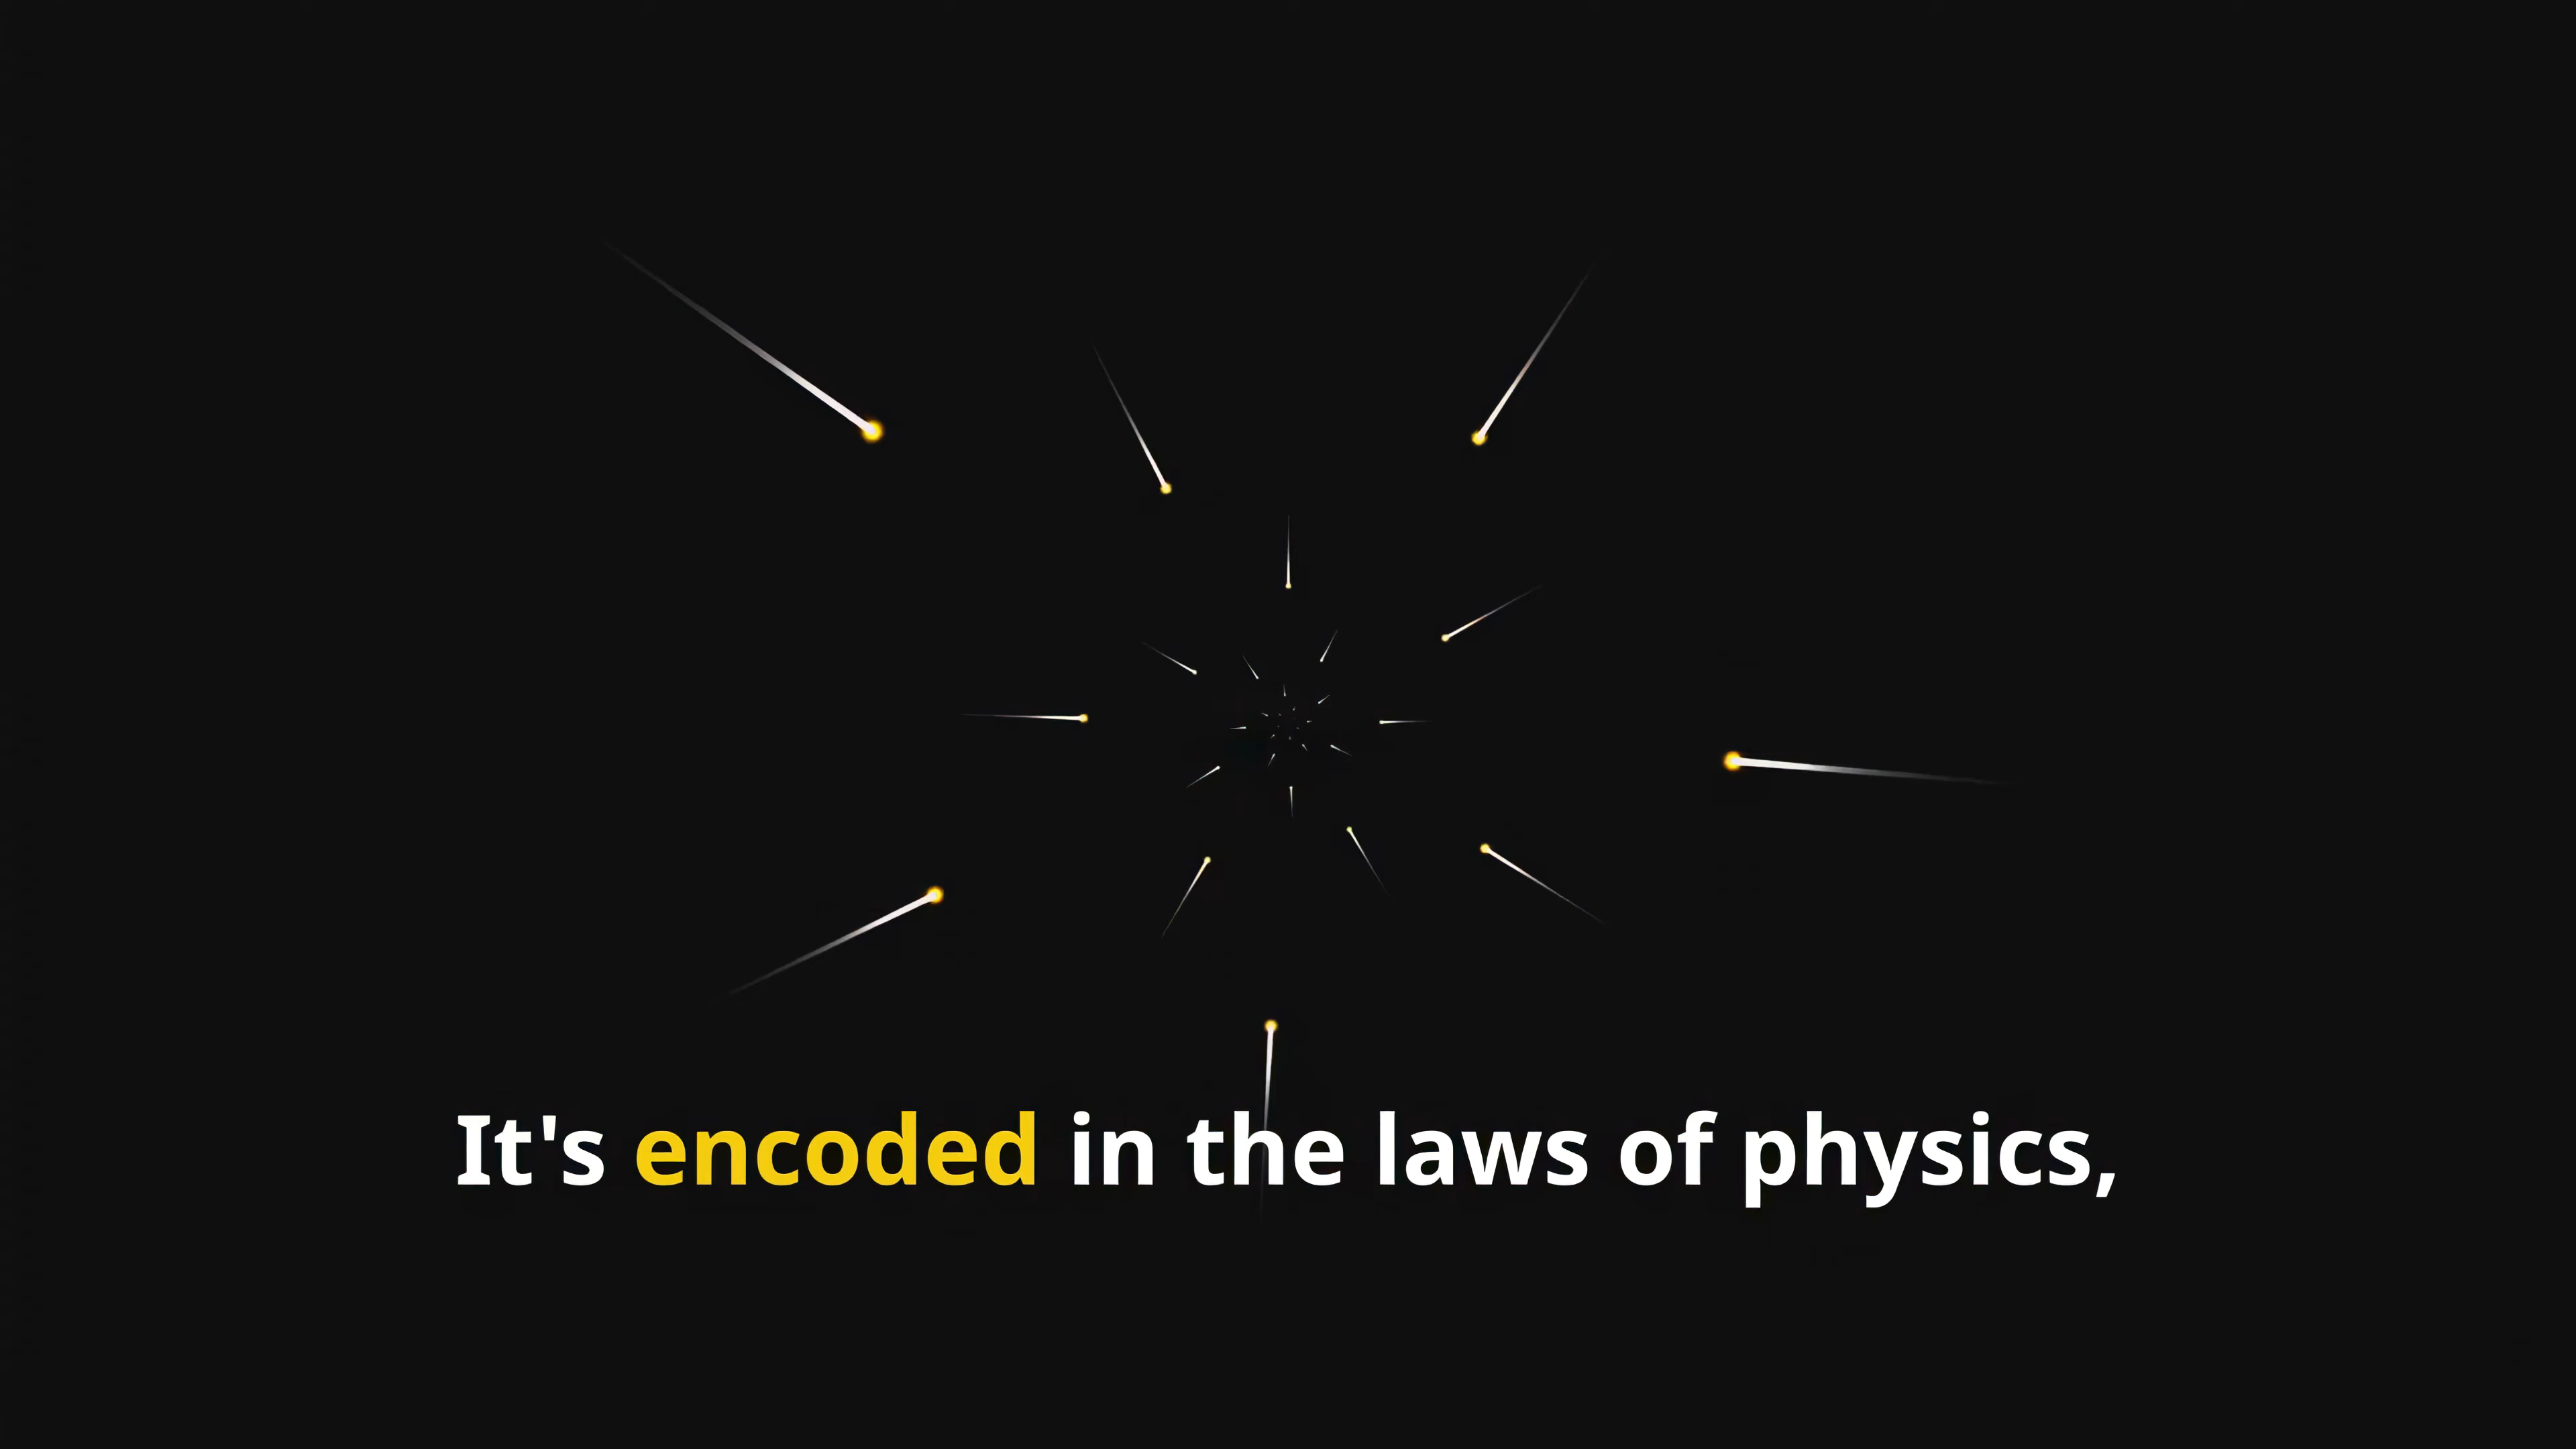 It's encoded in the laws of physics,